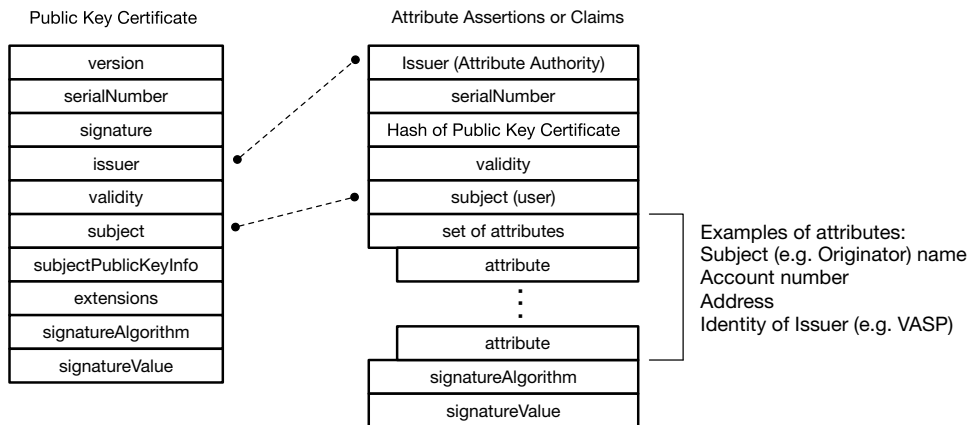 Public Key Certificate
version
serialNumber
signature
issuer
validity
subject
subjectPublicKeyInfo
extensions
signatureAlgorithm
signatureValue
Attribute Assertions or Claims
Issuer (Attribute Authority)
serialNumber
Hash of Public Key Certificate
validity
subject (user)
set of attributes
attribute
attribute
signatureAlgorithm
signatureValue
Examples of attributes:
Subject (e.g. Originator) name
Account number
Address
Identity of Issuer (e.g. VASP)